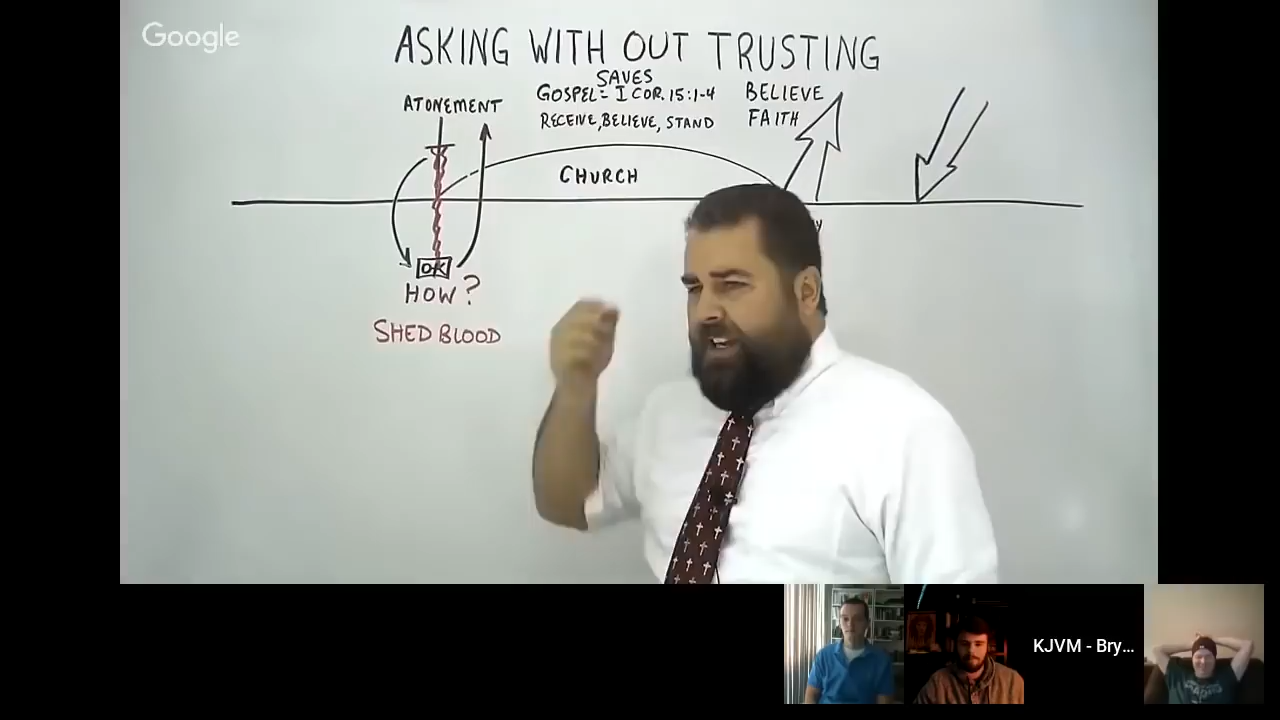 Google
ASKING WITH OUT TRUSTING
SAVES
GOSPEL = I COR. 15:1-4
RECEIVE, BELIEVE, STAND
BELIEVE
FAITH
ATONEMENT
CHURCH
HOW?
SHED BLOOD
KJVM - Bry...